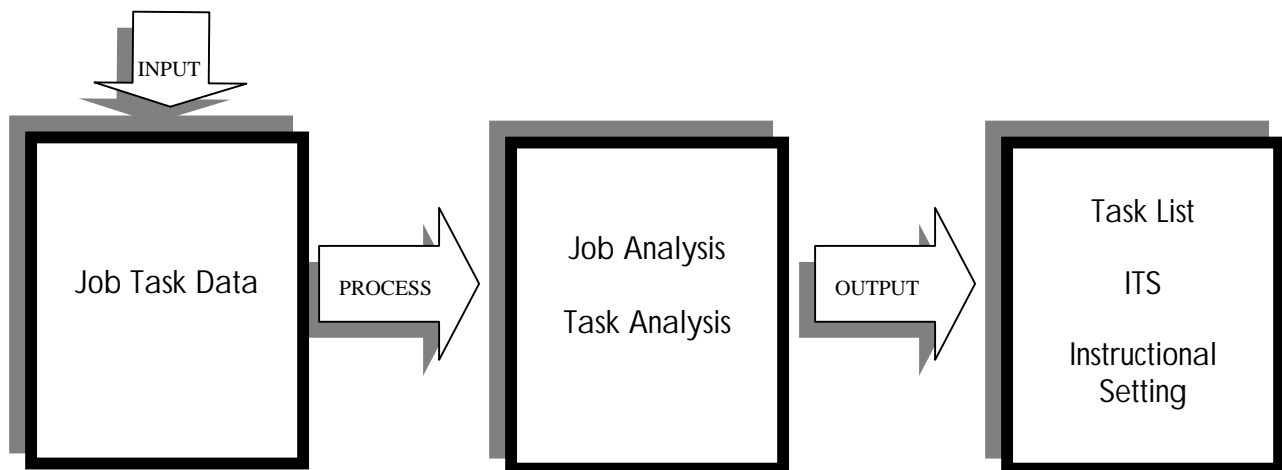 INPUT
Job Task Data
PROCESS
Job Analysis
Task Analysis
OUTPUT
Task List
ITS
Instructional
Setting